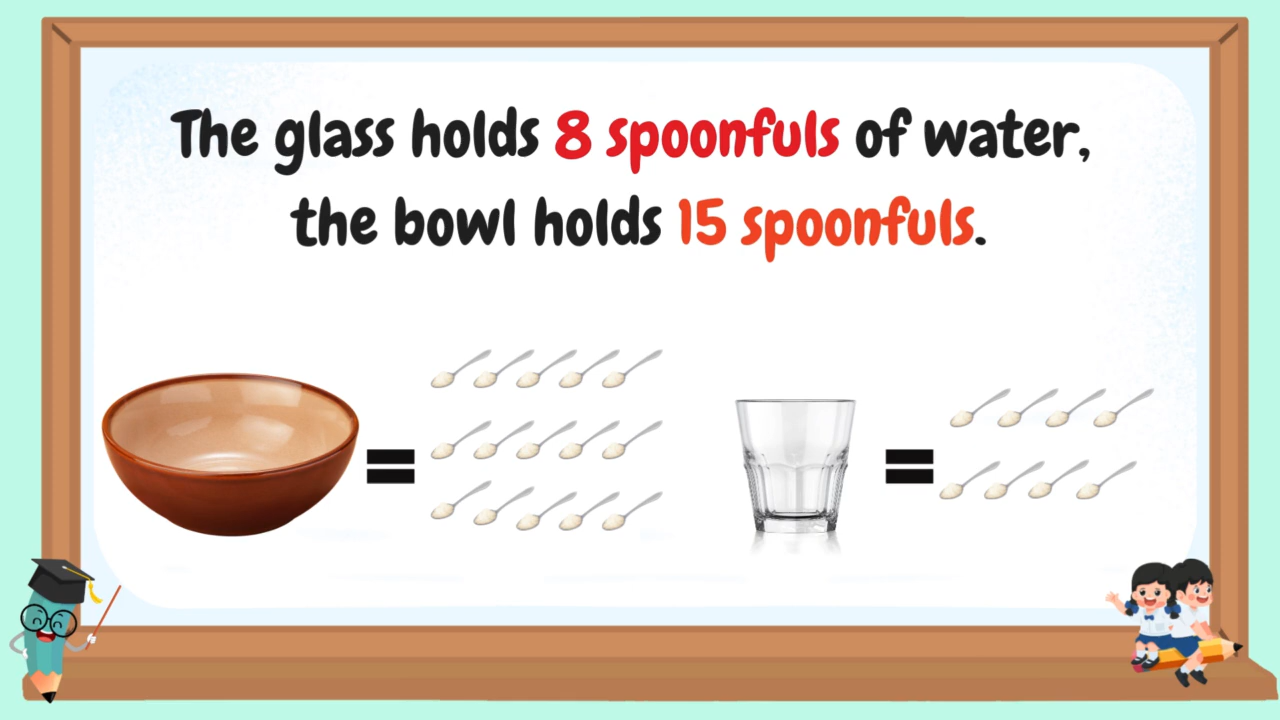 The glass holds 8 spoonfuls of water,
the bowl holds 15 spoonfuls.